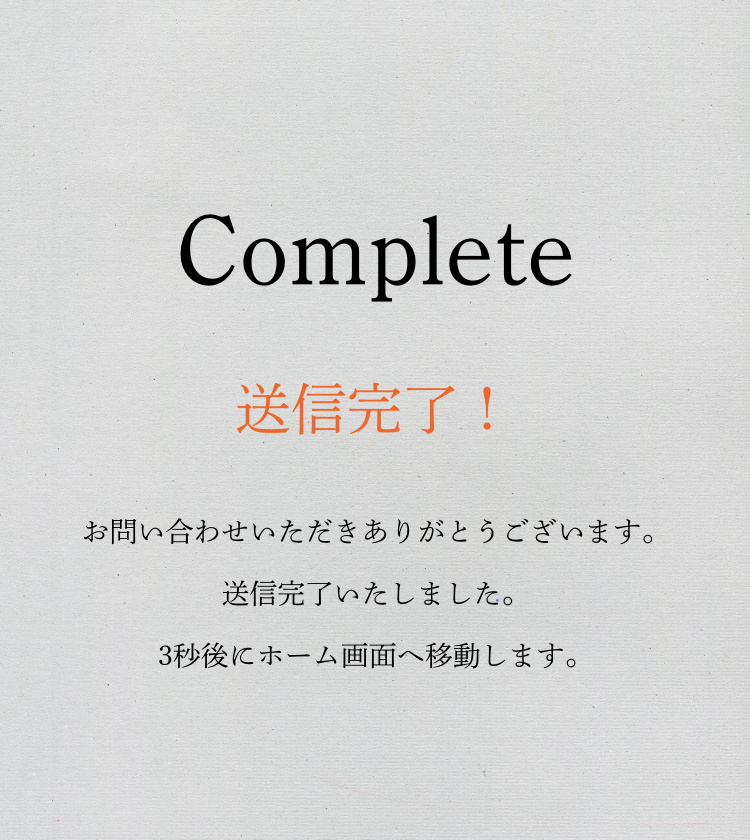 Complete
送信完了！
お問い合わせいただきありがとうございます。
送信完了いたしました。
3秒後にホーム画面へ移動します。